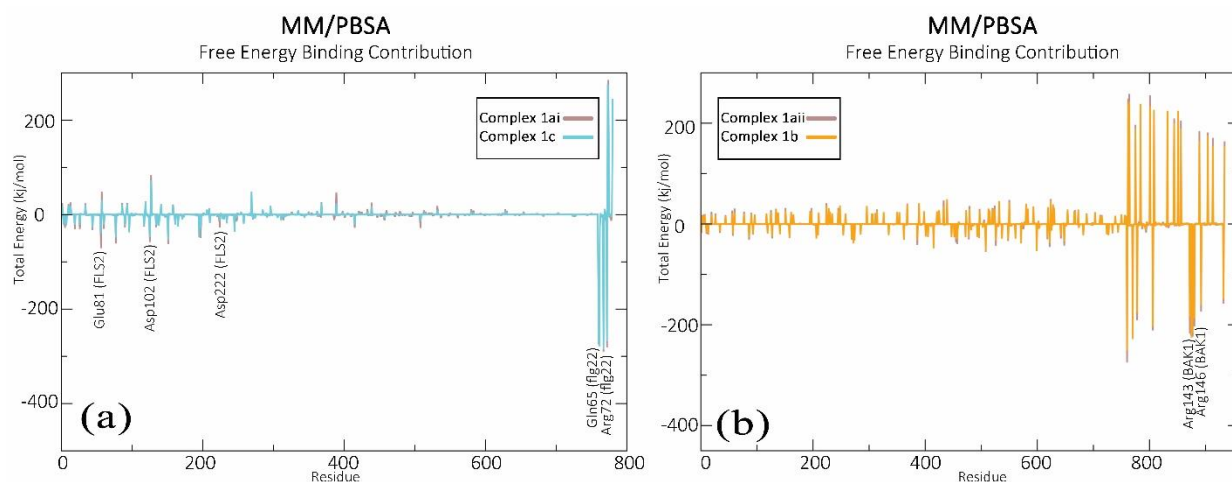 MM/PBSA
Free Energy Binding Contribution
Total Energy (kj/mol)
200
0
-200
-400
Complex 1ai
Complex 1c
Glu81 (FLS2)
Asp102 (FLS2)
Asp222 (FLS2)
Gln65 (flg22)
Arg72 (flg22)
(a)
0
200
400
600
800
Residue
MM/PBSA
Free Energy Binding Contribution
Total Energy (kj/mol)
400
200
0
-200
-400
Complex 1aii
Complex 1b
Arg143 (BAK1)
Arg146 (BAK1)
(b)
0
200
400
600
800
Residue